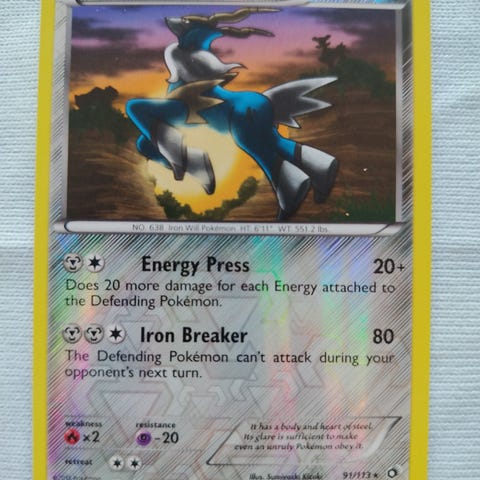 NO. 638 Iron Will Pokémon HT. 6'11" WT. 551.2 lbs.
Energy Press 20+
Does 20 more damage for each Energy attached to
the Defending Pokémon.
Iron Breaker 80
The Defending Pokémon can't attack during your
opponent's next turn.
weakness resistance
×2 -20
It has a body and heart of steel.
Its glare is sufficient to make
even an unruly Pokémon obey it.
retreat
Illus. 91/113 ★